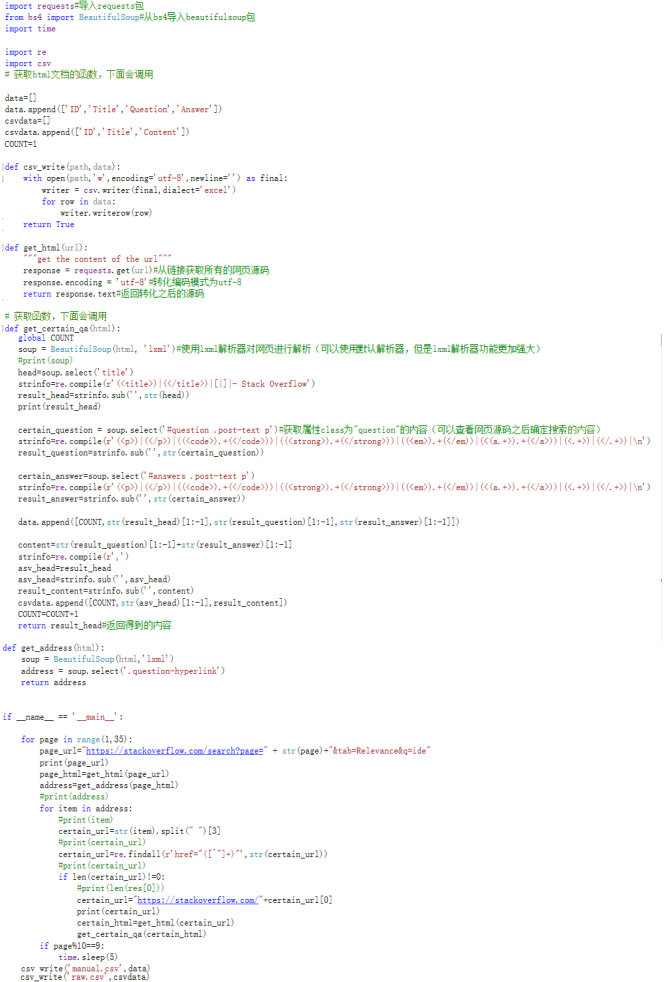 import requests#导入requests包
from bs4 import BeautifulSoup#从bs4导入beautifulsoup包
import time
import re
import csv
# 获取html文档的函数，下面会调用
data=[]
data.append(['ID','Title','Question','Answer'])
csvdata=[]
csvdata.append(['ID','Title','Content'])
COUNT=1
def csv_write(path,data):
    with open(path,'w',encoding='utf-8',newline='') as final:
        writer = csv.writer(final,dialect='excel')
        for row in data:
            writer.writerow(row)
    return True
def get_html(url):
    """get the content of the url"""
    response = requests.get(url)#从链接获取所有的网页源码
    response.encoding = 'utf-8'#转化编码模式为utf-8
    return response.text#返回转化之后的源码
# 获取函数，下面会调用
def get_certain_qa(html):
    global COUNT
    soup = BeautifulSoup(html, 'lxml')#使用lxml解析器对网页进行解析（可以使用默认解析器，但是lxml解析器功能更加强大）
    #print(soup)
    head=soup.select('title')
    strinfo=re.compile(r'(<title>)|(</title>)|[|]|- Stack Overflow')
    result_head=strinfo.sub('',str(head))
    print(result_head)
    certain_question = soup.select('#question .post-text p')#获取属性class为"question"的内容（可以查看网页源码之后确定搜索的内容）
    strinfo=re.compile(r'(<p>)|(</p>)|((<code>).+(</code>))|((<strong>).+(</strong>))|((<em>).+(</em))|(<(a.+>).+(</a>))|(<.+>)|(</.+>)|\n')
    result_question=strinfo.sub('',str(certain_question))
    certain_answer=soup.select('#answers .post-text p')
    strinfo=re.compile(r'(<p>)|(</p>)|((<code>).+(</code>))|((<strong>).+(</strong>))|((<em>).+(</em))|(<(a.+>).+(</a>))|(<.+>)|(</.+>)|\n')
    result_answer=strinfo.sub('',str(certain_answer))
    data.append([COUNT,str(result_head)[1:-1],str(result_question)[1:-1],str(result_answer)[1:-1]])
    content=str(result_question)[1:-1]+str(result_answer)[1:-1]
    strinfo=re.compile(r',')
    asv_head=result_head
    asv_head=strinfo.sub('',asv_head)
    result_content=strinfo.sub('',content)
    csvdata.append([COUNT,str(asv_head)[1:-1],result_content])
    COUNT=COUNT+1
    return result_head#返回得到的内容
def get_address(html):
    soup = BeautifulSoup(html,'lxml')
    address = soup.select('.question-hyperlink')
    return address
if __name__ == '__main__':
    for page in range(1,35):
        page_url="https://stackoverflow.com/search?page=" + str(page)+"&tab=Relevance&q=ide"
        print(page_url)
        page_html=get_html(page_url)
        address=get_address(page_html)
        #print(address)
        for item in address:
            #print(item)
            certain_url=str(item).split(" ")[3]
            #print(certain_url)
            certain_url=re.findall(r'href="([^"]+)"',str(certain_url))
            #print(certain_url)
            if len(certain_url)!=0:
                #print(len(res[0]))
                certain_url="https://stackoverflow.com/"+certain_url[0]
                print(certain_url)
                certain_html=get_html(certain_url)
                get_certain_qa(certain_html)
        if page%10==9:
            time.sleep(5)
    csv_write('manual.csv',data)
    csv_write('raw.csv',csvdata)